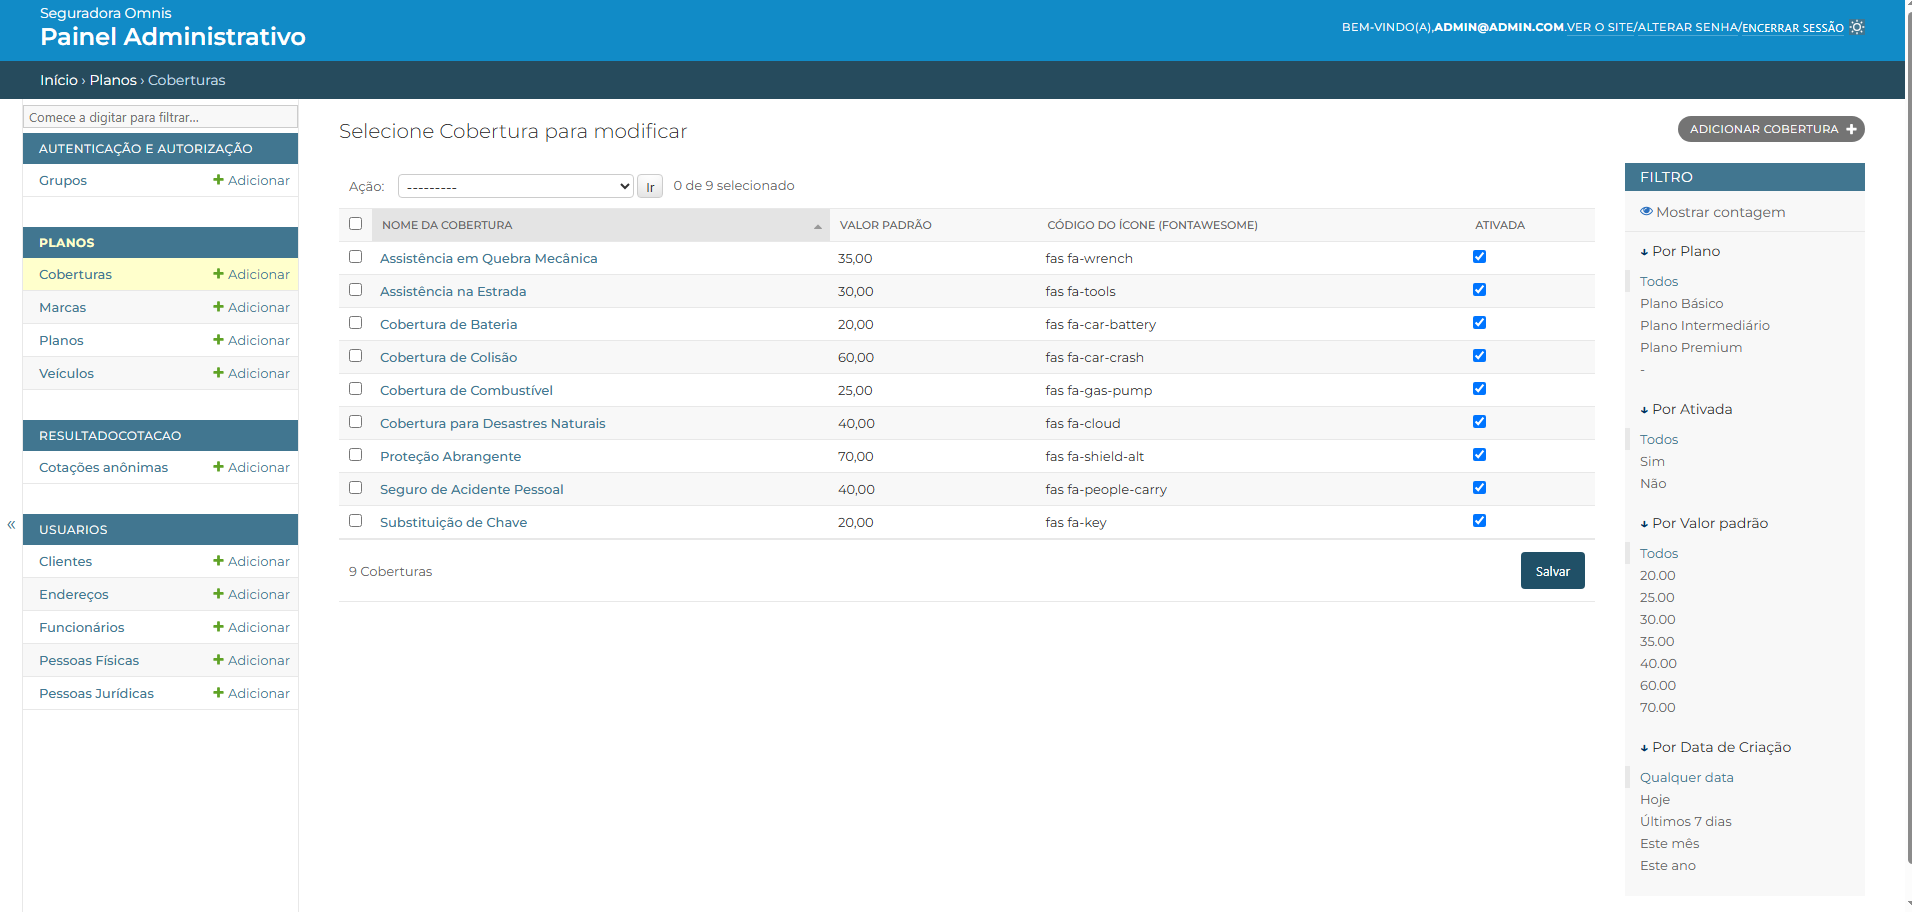 Seguradora Omnis
Painel Administrativo
BEM-VINDO(A),ADMIN@ADMIN.COM.VER O SITE/ALTERAR SENHA/ENCERRAR SESSÃO
Início › Planos › Coberturas
Comece a digitar para filtrar...
AUTENTICAÇÃO E AUTORIZAÇÃO
Grupos Adicionar
PLANOS
Coberturas Adicionar
Marcas Adicionar
Planos Adicionar
Veículos Adicionar
RESULTADOCOTACAO
Cotações anônimas Adicionar
«
USUARIOS
Clientes Adicionar
Endereços Adicionar
Funcionários Adicionar
Pessoas Físicas Adicionar
Pessoas Jurídicas Adicionar
Selecione Cobertura para modificar
ADICIONAR COBERTURA
Ação: --------- Ir 0 de 9 selecionado
NOME DA COBERTURA VALOR PADRÃO CÓDIGO DO ÍCONE (FONTAWESOME) ATIVADA
Assistência em Quebra Mecânica 35,00 fas fa-wrench
Assistência na Estrada 30,00 fas fa-tools
Cobertura de Bateria 20,00 fas fa-car-battery
Cobertura de Colisão 60,00 fas fa-car-crash
Cobertura de Combustível 25,00 fas fa-gas-pump
Cobertura para Desastres Naturais 40,00 fas fa-cloud
Proteção Abrangente 70,00 fas fa-shield-alt
Seguro de Acidente Pessoal 40,00 fas fa-people-carry
Substituição de Chave 20,00 fas fa-key
9 Coberturas
Salvar
FILTRO
Mostrar contagem
Por Plano
Todos
Plano Básico
Plano Intermediário
Plano Premium
-
Por Ativada
Todos
Sim
Não
Por Valor padrão
Todos
20.00
25.00
30.00
35.00
40.00
60.00
70.00
Por Data de Criação
Qualquer data
Hoje
Últimos 7 dias
Este mês
Este ano